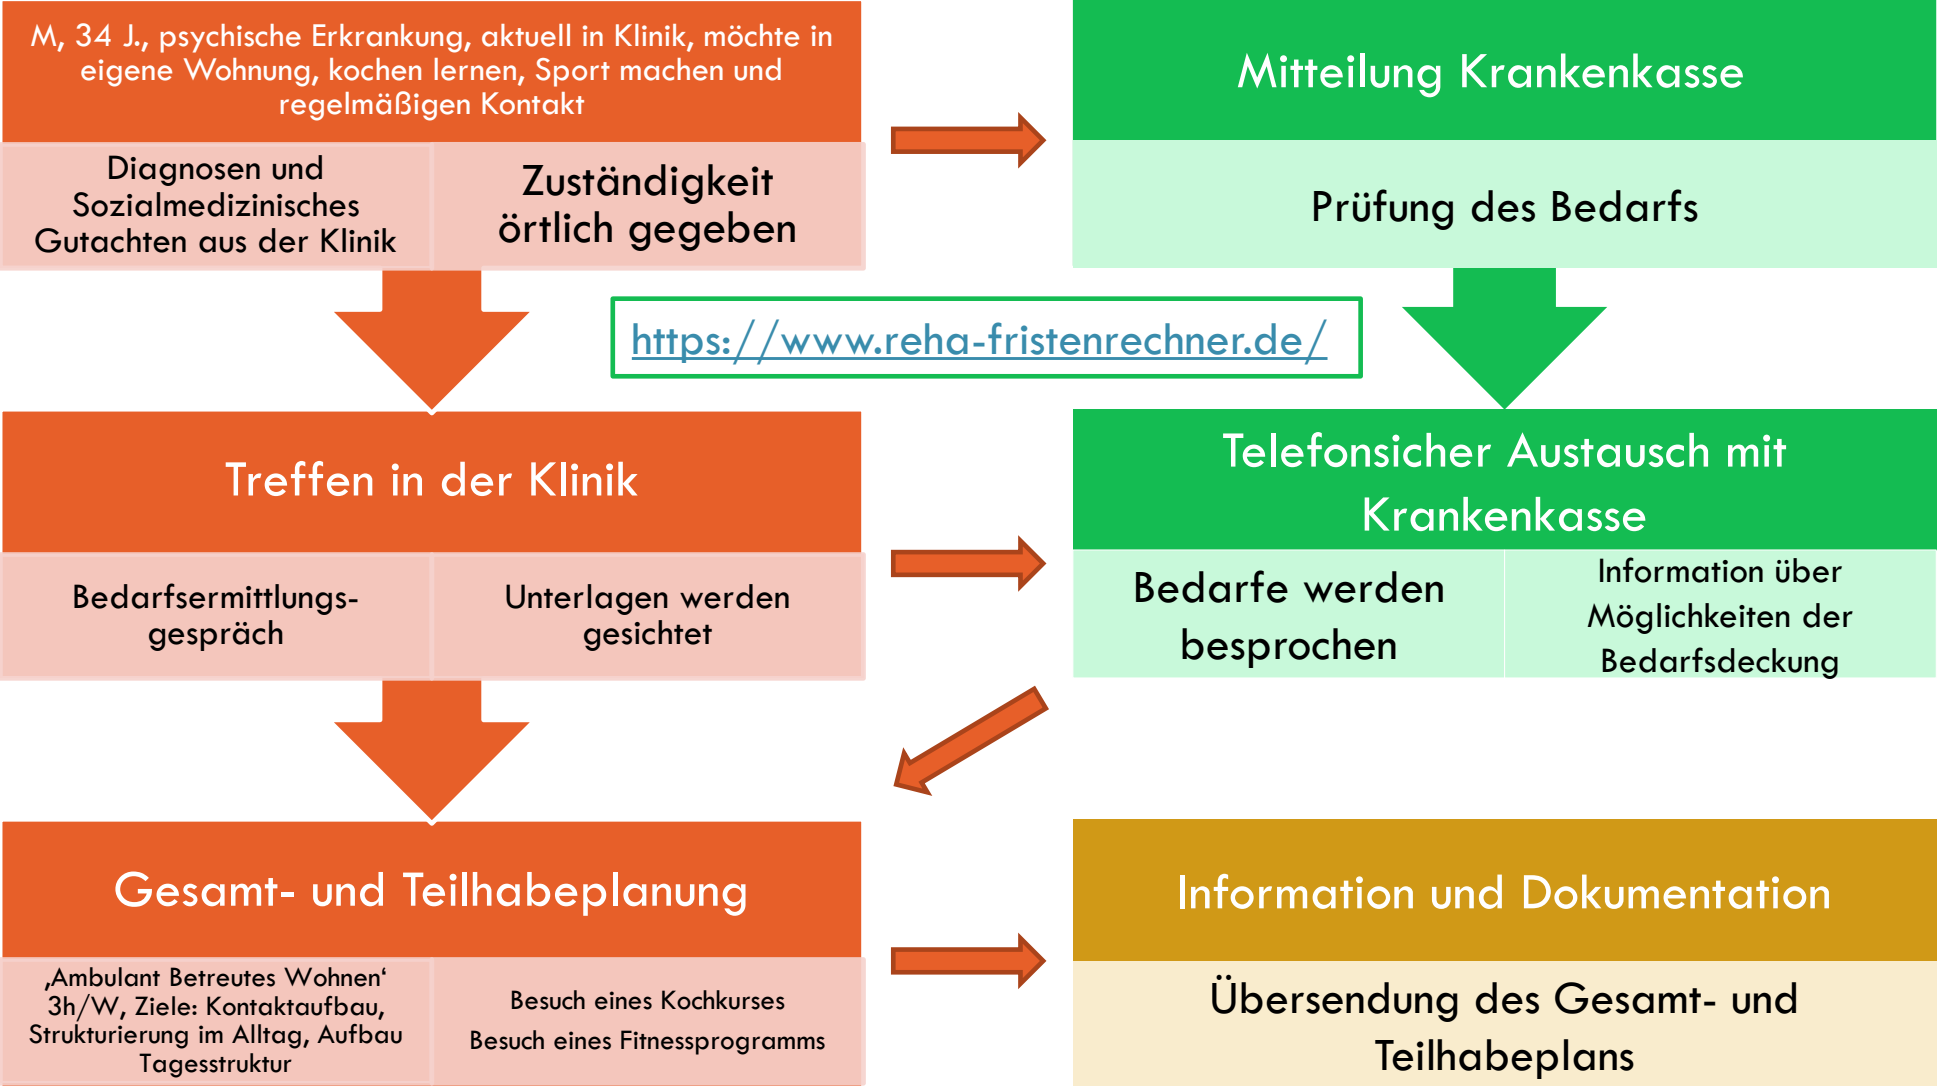 M, 34 J., psychische Erkrankung, aktuell in Klinik, möchte in
eigene Wohnung, kochen lernen, Sport machen und
regelmäßigen Kontakt
Diagnosen und
Sozialmedizinisches
Gutachten aus der Klinik
Zuständigkeit
örtlich gegeben
Mitteilung Krankenkasse
Prüfung des Bedarfs
https://www.reha-fristenrechner.de/
Treffen in der Klinik
Bedarfsermittlungs-
gespräch
Unterlagen werden
gesichtet
Telefonsicher Austausch mit
Krankenkasse
Bedarfe werden
besprochen
Information über
Möglichkeiten der
Bedarfsdeckung
Gesamt- und Teilhabeplanung
‚Ambulant Betreutes Wohnen‘
3h/W, Ziele: Kontaktaufbau,
Strukturierung im Alltag, Aufbau
Tagesstruktur
Besuch eines Kochkurses
Besuch eines Fitnessprogramms
Information und Dokumentation
Übersendung des Gesamt- und
Teilhabeplans